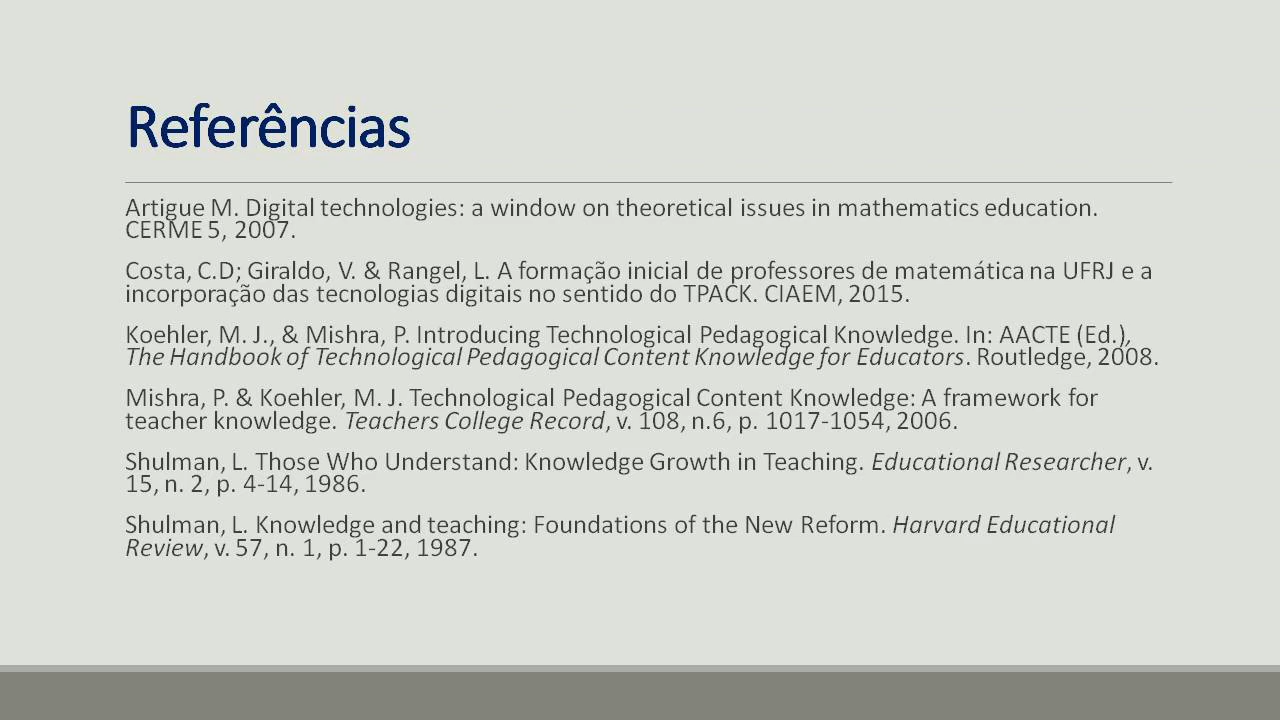 Referências
Artigue M. Digital technologies: a window on theoretical issues in mathematics education.
CERME 5, 2007.
Costa, C.D; Giraldo, V. & Rangel, L. A formação inicial de professores de matemática na UFRJ e a
incorporação das tecnologias digitais no sentido do TPACK. CIAEM, 2015.
Koehler, M. J., & Mishra, P. Introducing Technological Pedagogical Knowledge. In: AACTE (Ed.),
The Handbook of Technological Pedagogical Content Knowledge for Educators. Routledge, 2008.
Mishra, P. & Koehler, M. J. Technological Pedagogical Content Knowledge: A framework for
teacher knowledge. Teachers College Record, v. 108, n.6, p. 1017-1054, 2006.
Shulman, L. Those Who Understand: Knowledge Growth in Teaching. Educational Researcher, v.
15, n. 2, p. 4-14, 1986.
Shulman, L. Knowledge and teaching: Foundations of the New Reform. Harvard Educational
Review, v. 57, n. 1, p. 1-22, 1987.